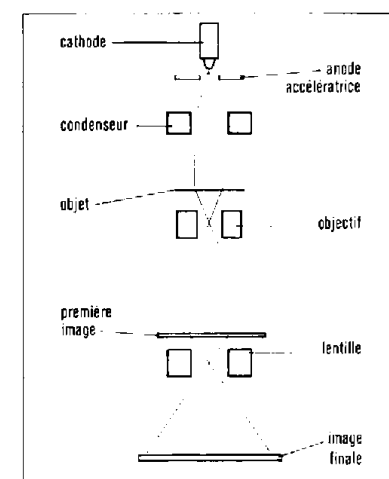 cathode
anode
accélératrice
condenseur
objet
objectif
première
image
lentille
image
finale